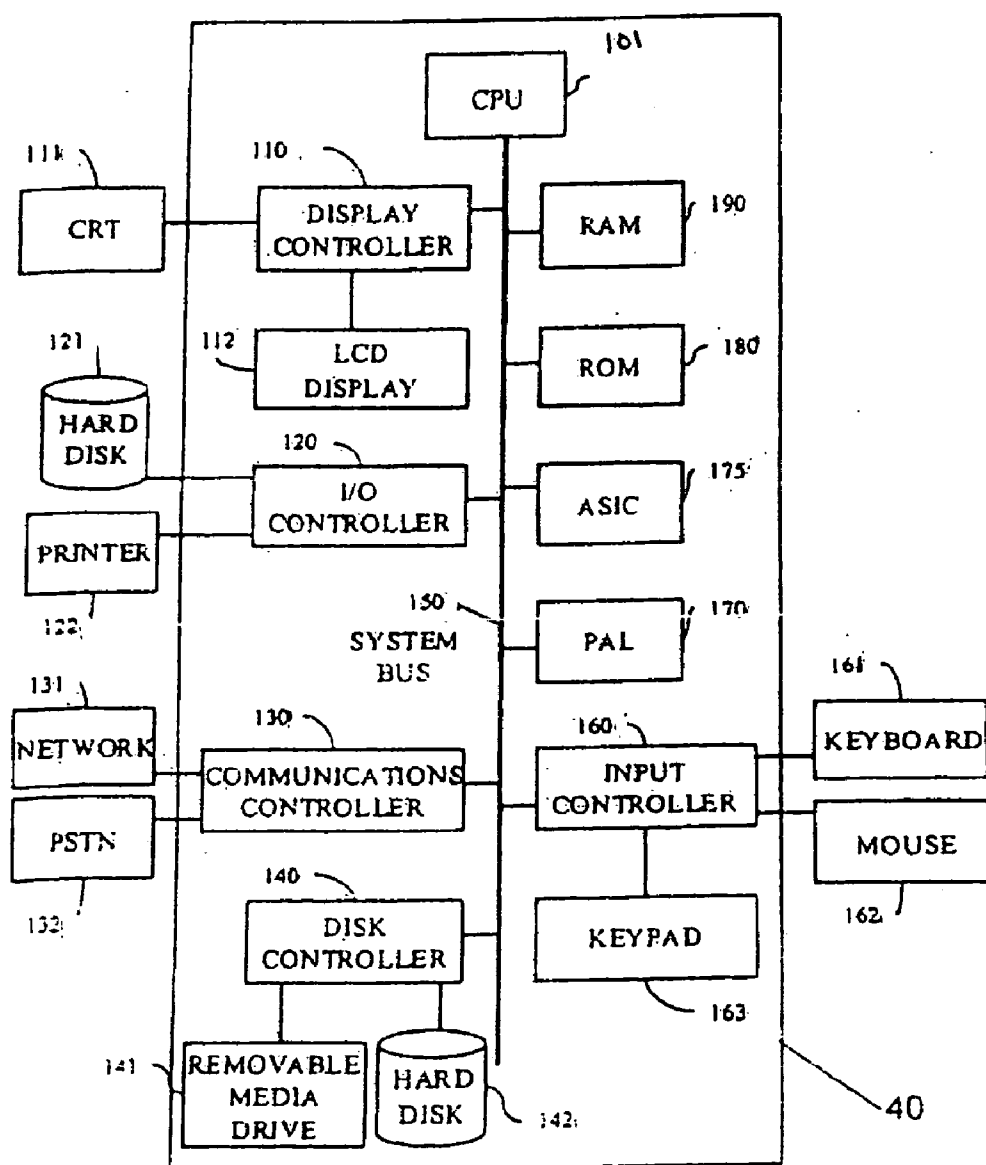 101
CPU
111
110
CRT
DISPLAY
CONTROLLER
RAM
190
121
112
LCD
DISPLAY
ROM
180
HARD
DISK
120
I/O
CONTROLLER
ASIC
175
PRINTER
122
150
SYSTEM
BUS
PAL
170
131
NETWORK
130
COMMUNICATIONS
CONTROLLER
160
INPUT
CONTROLLER
161
KEYBOARD
PSTN
132
MOUSE
162
140
DISK
CONTROLLER
KEYPAD
163
141
REMOVABLE
MEDIA
DRIVE
HARD
DISK
142
40